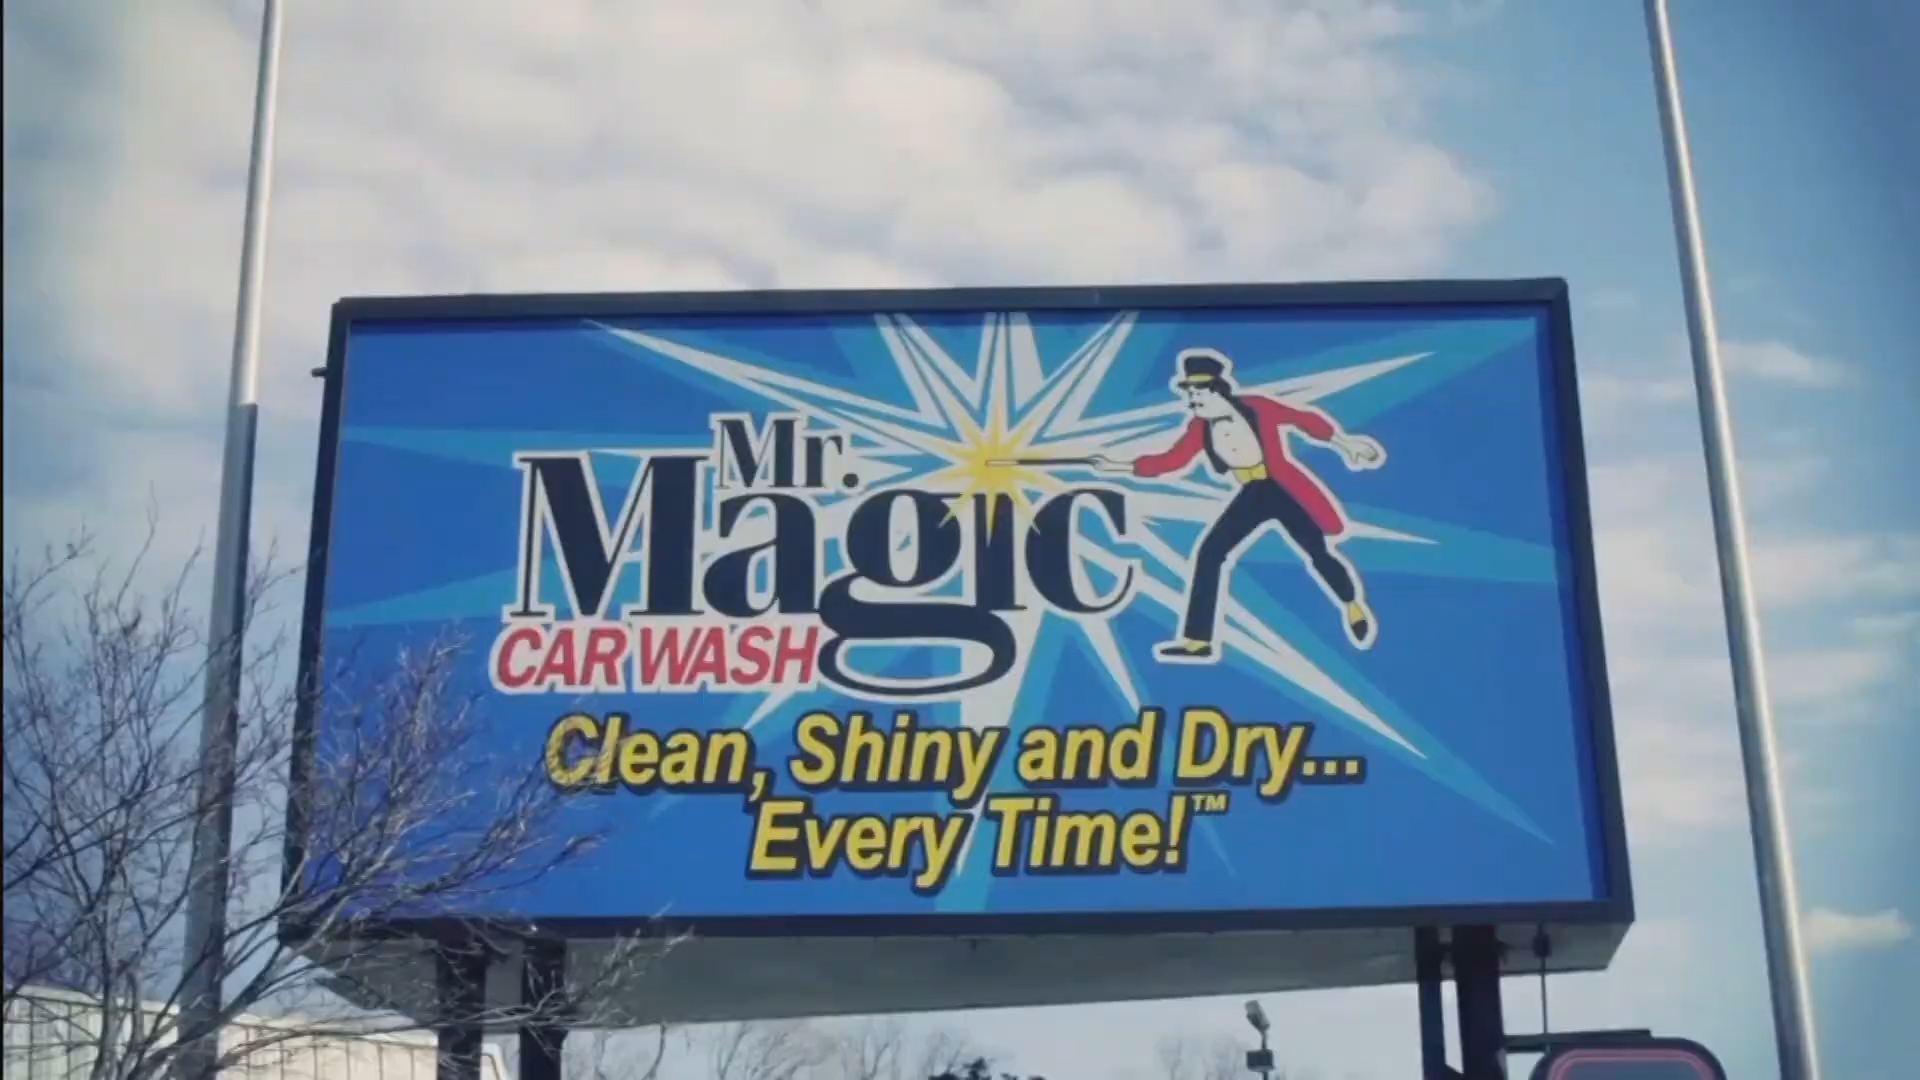 Mr.
Magic
CAR WASH
Clean, Shiny and Dry...
Every Time!™